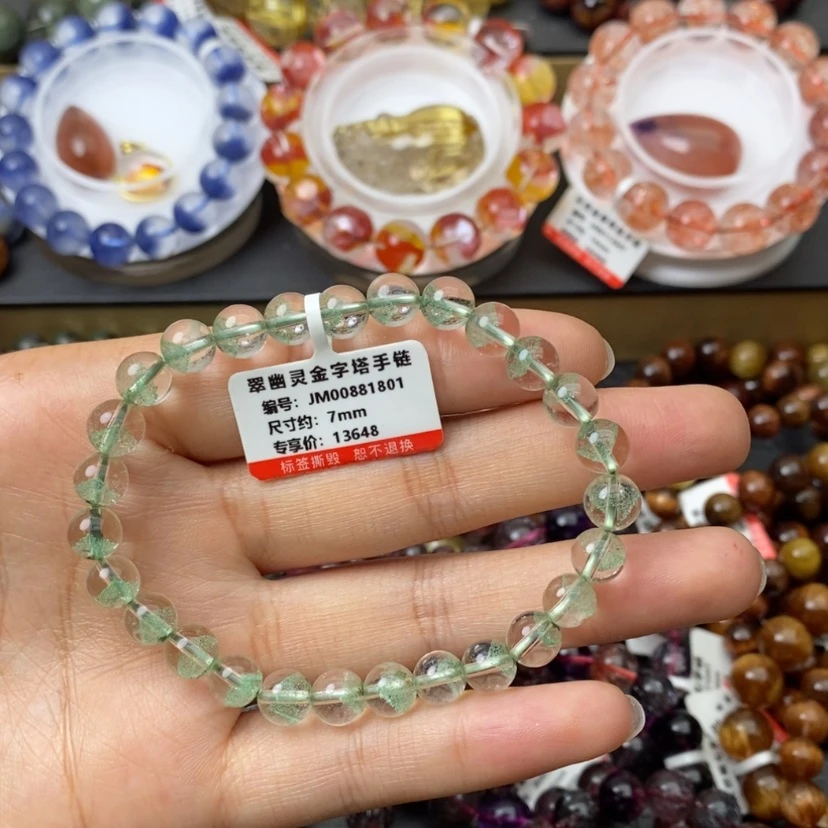 翠幽灵金字塔手链
编号：JM00881801
尺寸约：7mm
专享价：13648
标签撕毁 恕不退换